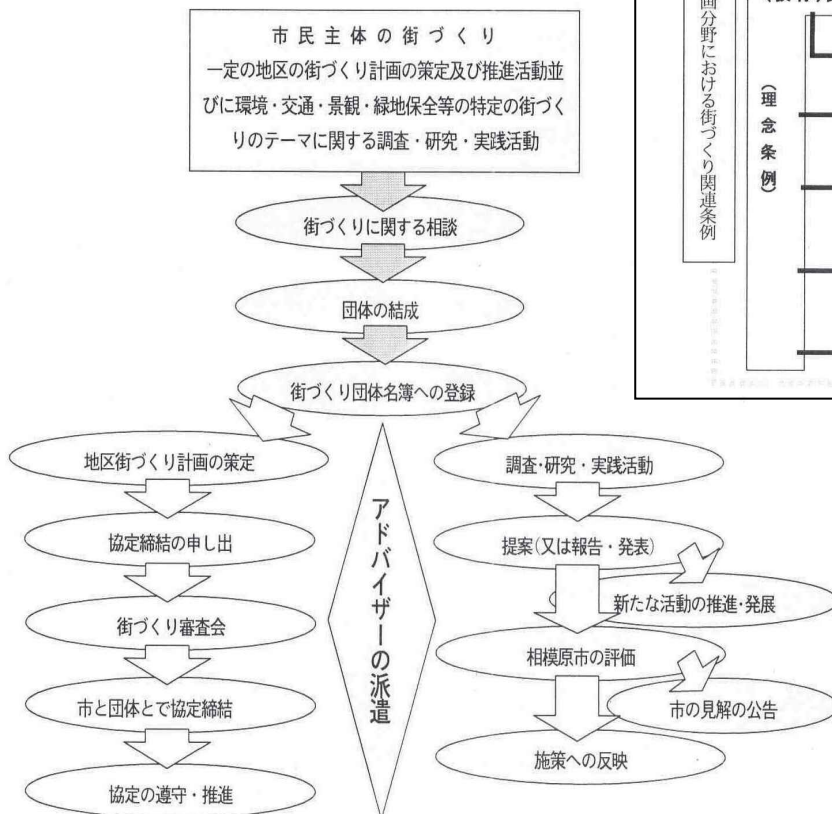 市民主体の街づくり
一定の地区の街づくり計画の策定及び推進活動並
びに環境・交通・景観・緑地保全等の特定の街づく
りのテーマに関する調査・研究・実践活動
街づくりに関する相談
団体の結成
街づくり団体名簿への登録
地区街づくり計画の策定
協定締結の申し出
街づくり審査会
市と団体とで協定締結
協定の遵守・推進
アドバイザーの派遣
調査・研究・実践活動
提案(又は報告・発表)
新たな活動の推進・発展
相模原市の評価
市の見解の公告
施策への反映
画分野における街づくり関連条例
(理念条例)